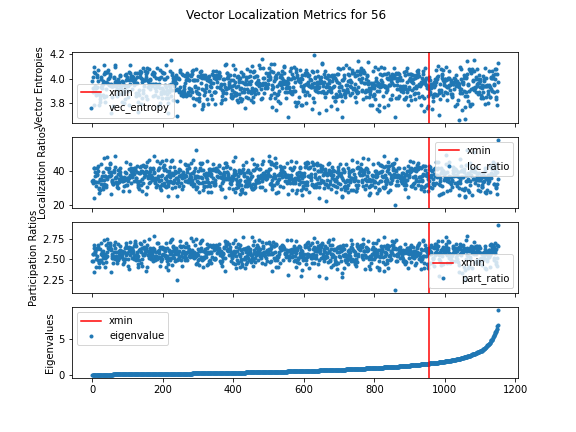 Vector Localization Metrics for 56
Vector Entropies
4.2
4.0
3.8
xmin
vec_entropy
Localization Ratios
40
20
xmin
loc_ratio
Participation Ratios
2.75
2.50
2.25
xmin
part_ratio
Eigenvalues
5
0
xmin
eigenvalue
0
200
400
600
800
1000
1200